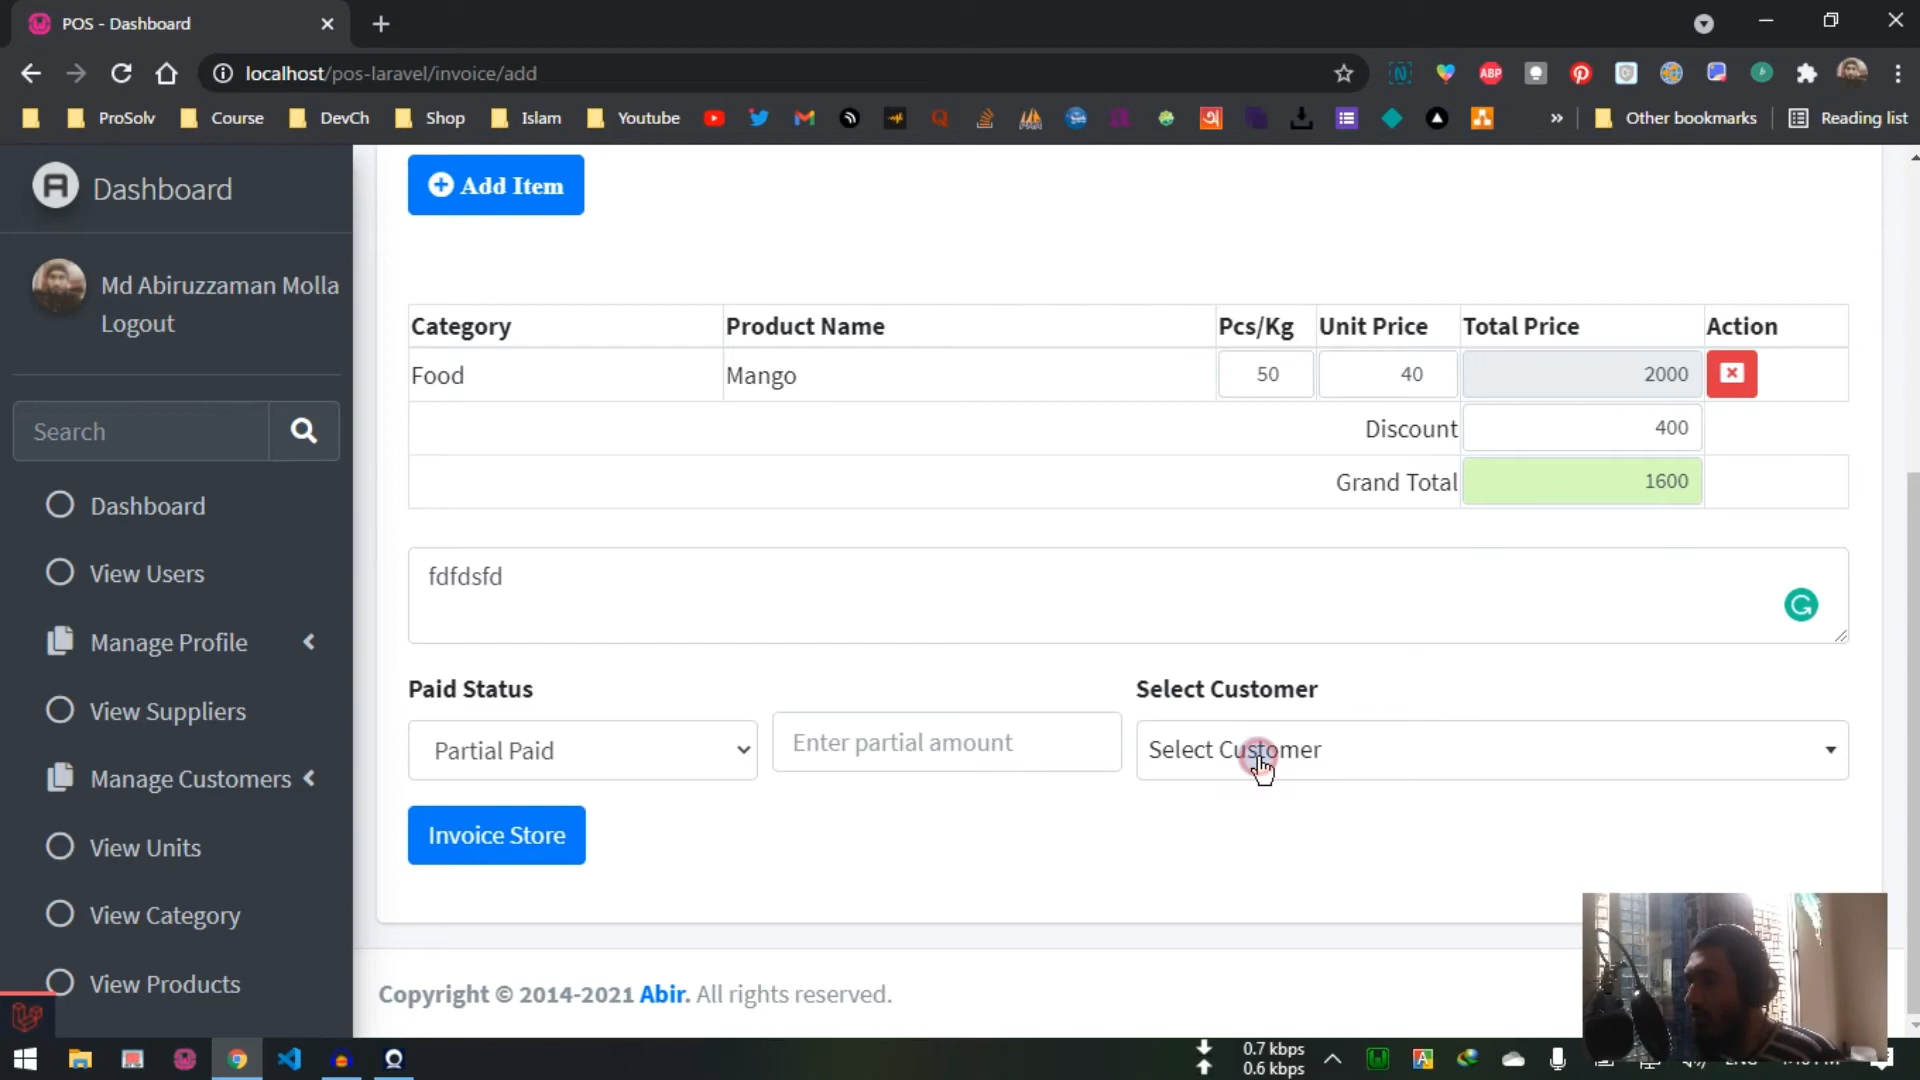 POS - Dashboard
localhost/pos-laravel/invoice/add
ABP
ProSolv
Course
DevCh
Shop
Islam
Youtube
»
Other bookmarks
Reading list
Dashboard
Md Abiruzzaman Molla
Logout
Search
Dashboard
View Users
Manage Profile
View Suppliers
Manage Customers
View Units
View Category
View Products
Add Item
Category Product Name Pcs/Kg Unit Price Total Price Action
Food Mango 50 40 2000
Discount 400
Grand Total 1600
fdfdsfd
Paid Status Select Customer
Partial Paid Enter partial amount Select Customer
Invoice Store
Copyright © 2014-2021 Abir. All rights reserved.
0.7 kbps
0.6 kbps